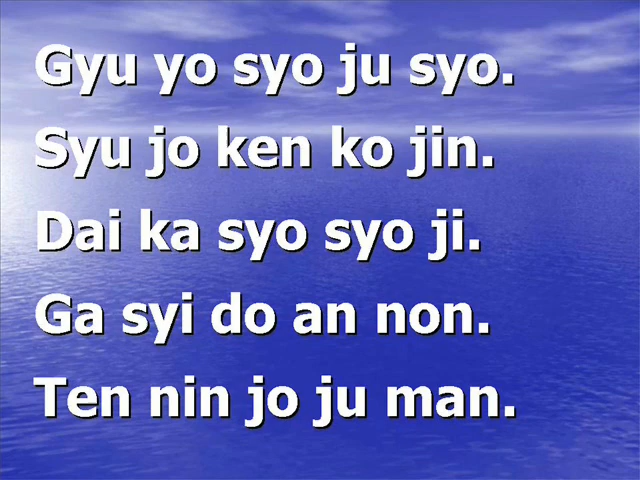 Gyu yo syo ju syo.
Syu jo ken ko jin.
Dai ka syo syo ji.
Ga syi do an non.
Ten nin jo ju man.